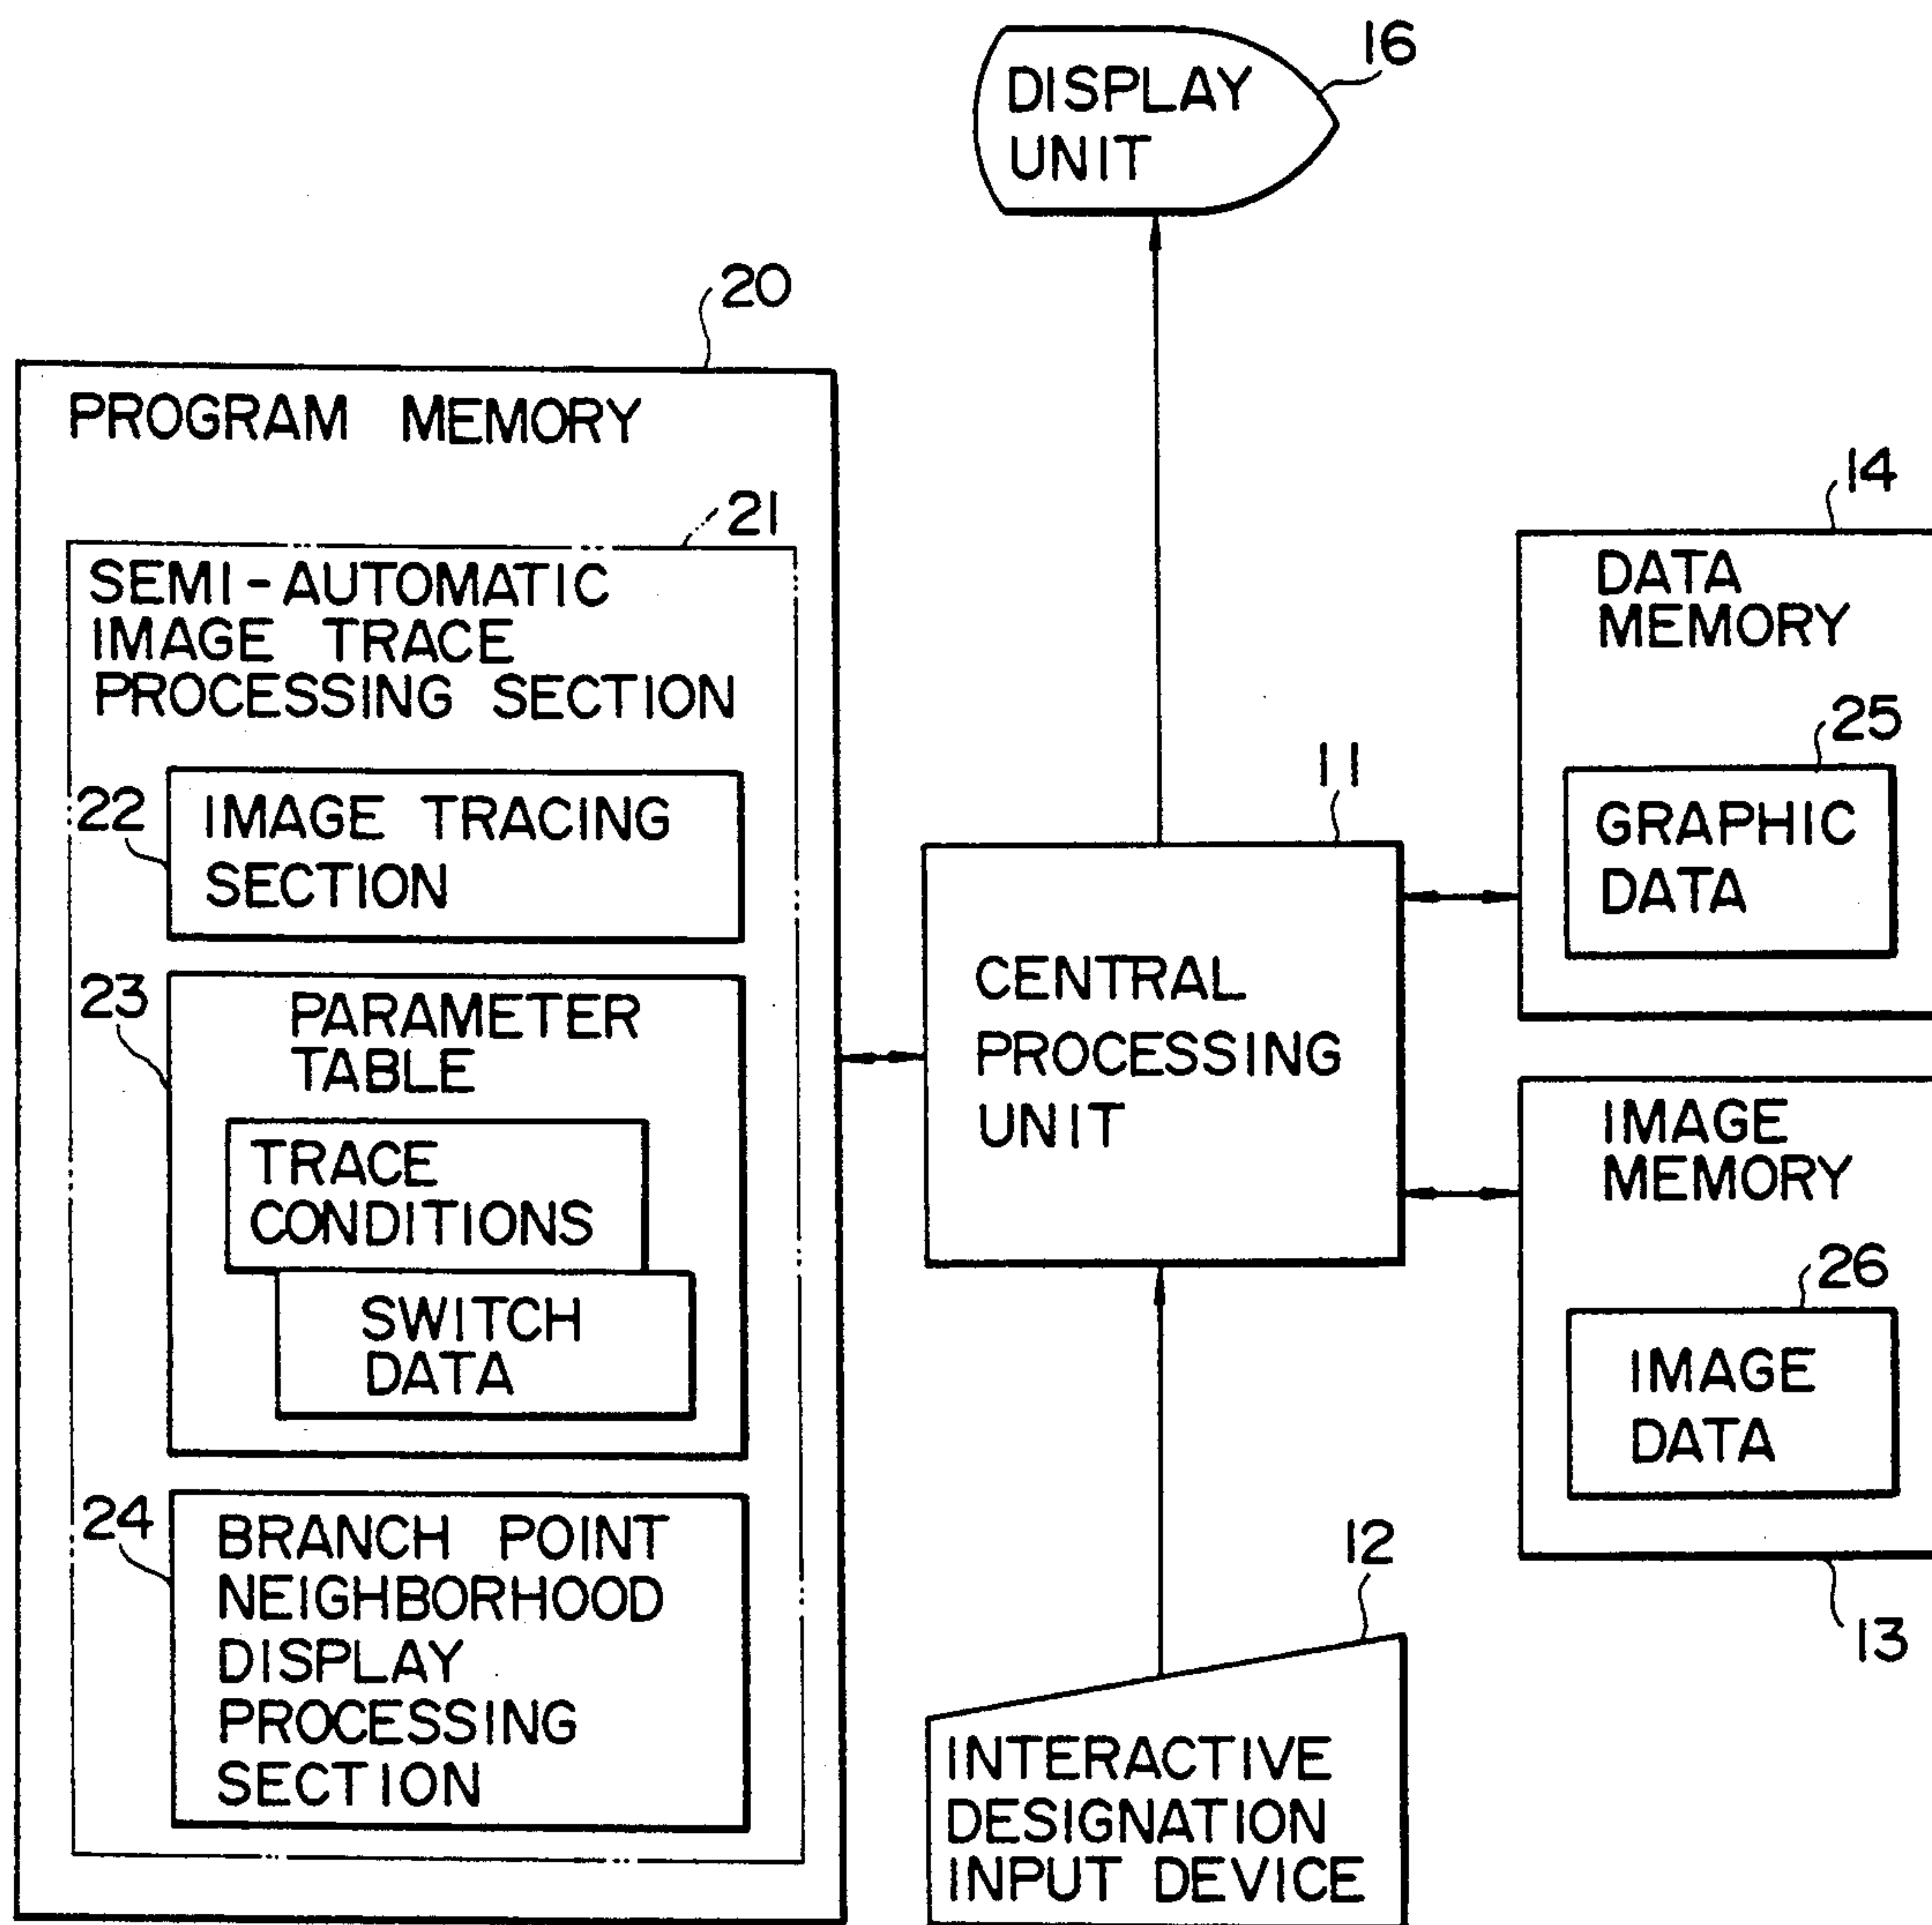 16
DISPLAY
UNIT
20
PROGRAM MEMORY
21
SEMI-AUTOMATIC
IMAGE TRACE
PROCESSING SECTION
22
IMAGE TRACING
SECTION
23
PARAMETER
TABLE
TRACE
CONDITIONS
SWITCH
DATA
24
BRANCH POINT
NEIGHBORHOOD
DISPLAY
PROCESSING
SECTION
11
CENTRAL
PROCESSING
UNIT
14
DATA
MEMORY
25
GRAPHIC
DATA
IMAGE
MEMORY
26
IMAGE
DATA
13
12
INTERACTIVE
DESIGNATION
INPUT DEVICE